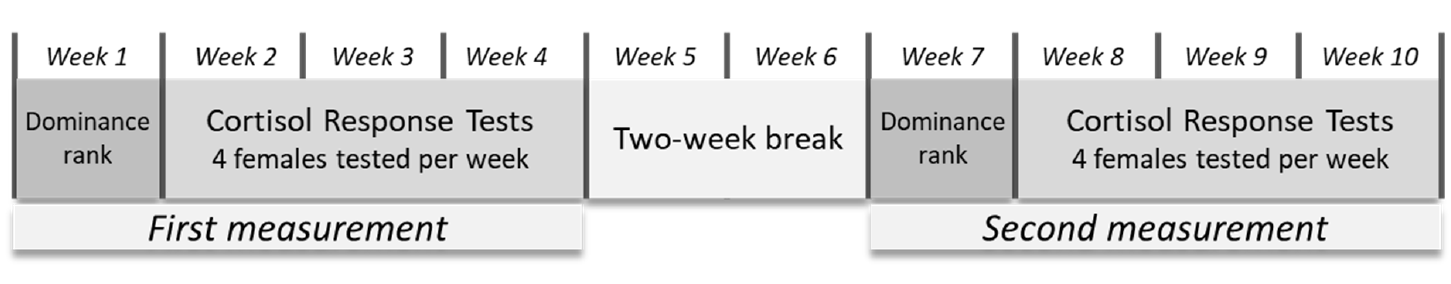 Week 1 Week 2 Week 3 Week 4 Week 5 Week 6 Week 7 Week 8 Week 9 Week 10
Dominance
rank
Cortisol Response Tests
4 females tested per week
Two-week break
Dominance
rank
Cortisol Response Tests
4 females tested per week
First measurement
Second measurement